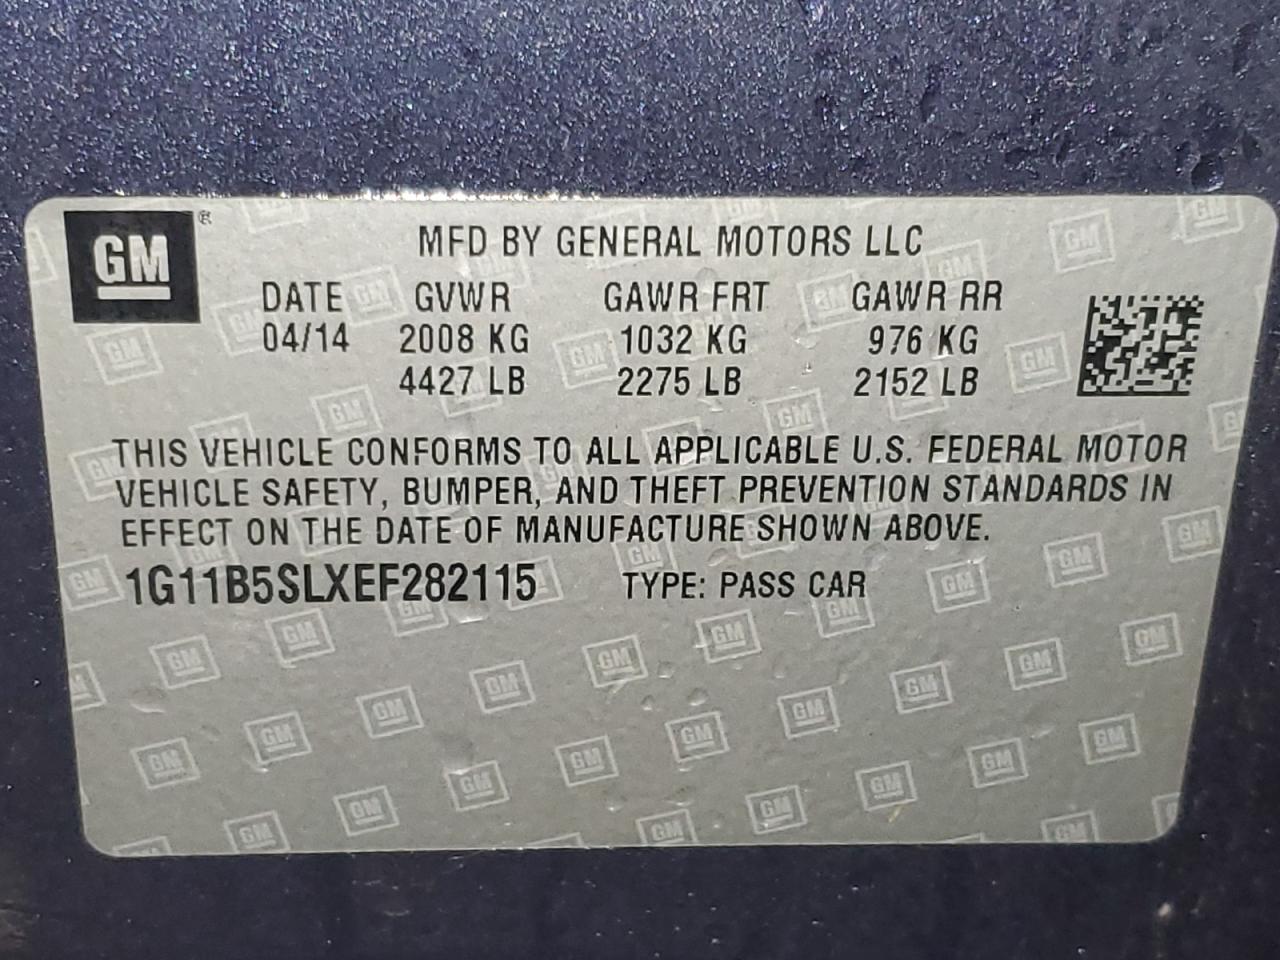 GM ®
MFD BY GENERAL MOTORS LLC
DATE GVWR GAWR FRT GAWR RR
04/14 2008 KG 1032 KG 976 KG
4427 LB 2275 LB 2152 LB
THIS VEHICLE CONFORMS TO ALL APPLICABLE U.S. FEDERAL MOTOR
VEHICLE SAFETY, BUMPER, AND THEFT PREVENTION STANDARDS IN
EFFECT ON THE DATE OF MANUFACTURE SHOWN ABOVE.
1G11B5SLXEF282115 TYPE: PASS CAR